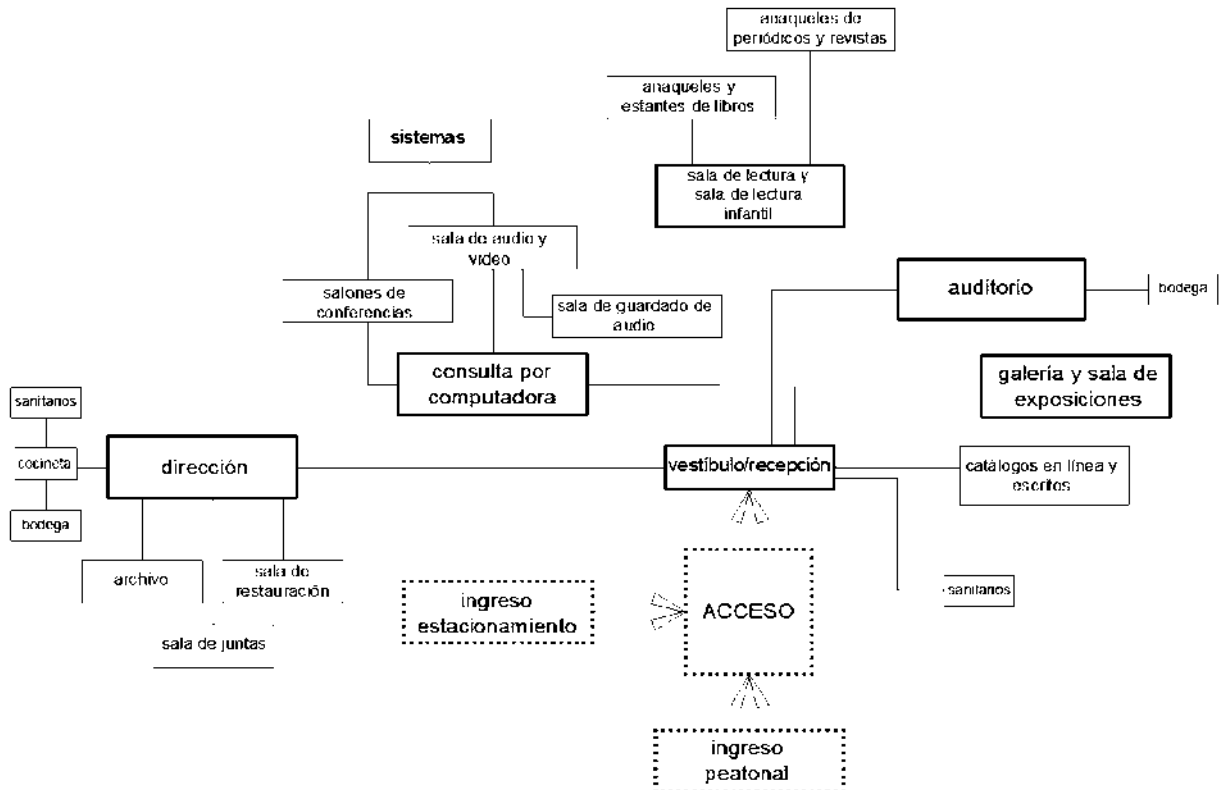 anaqueles de
periódicos y revistas
anaqueles y
estantes de libros
sistemas
sala de lectura y
sala de lectura
infantil
sala de audio y
video
auditorio
bodega
salones de
conferencias
sala de guardado de
audio
consulta por
computadora
galería y sala de
exposiciones
sanitarios
cocineta
bodega
dirección
vestíbulo/recepción
catálogos en línea y
escritos
archivo
sala de
restauración
sala de juntas
ingreso
estacionamiento
ACCESO
sanitarios
ingreso
peatonal